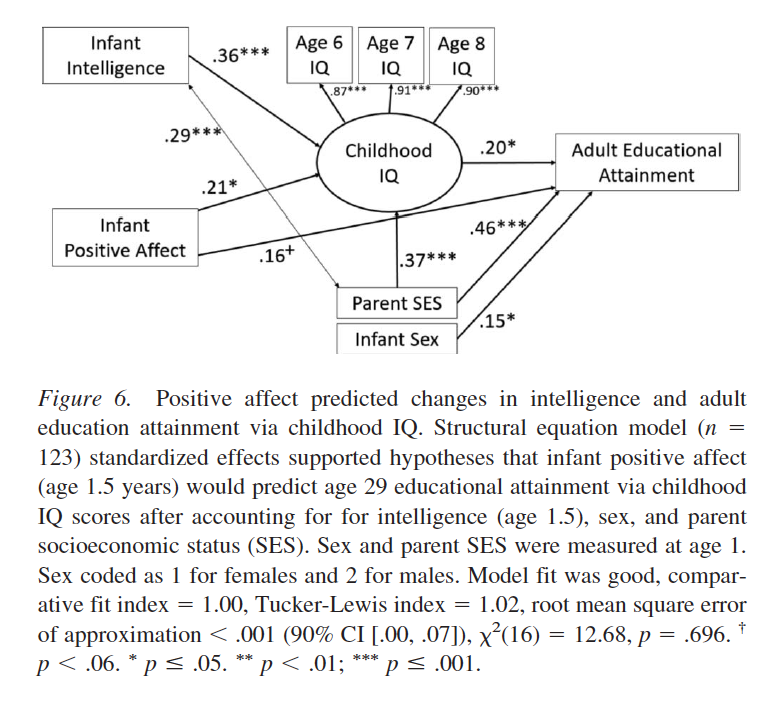 Infant
Intelligence
.36***
Age 6
IQ
Age 7
IQ
Age 8
IQ
.87***
.91***
.90***
.29***
Childhood
IQ
.20*
Adult Educational
Attainment
.21*
Infant
Positive Affect
.16+
.46***
.37***
Parent SES
.15*
Infant Sex
Figure 6. Positive affect predicted changes in intelligence and adult
education attainment via childhood IQ. Structural equation model (n =
123) standardized effects supported hypotheses that infant positive affect
(age 1.5 years) would predict age 29 educational attainment via childhood
IQ scores after accounting for for intelligence (age 1.5), sex, and parent
socioeconomic status (SES). Sex and parent SES were measured at age 1.
Sex coded as 1 for females and 2 for males. Model fit was good, compar-
ative fit index = 1.00, Tucker-Lewis index = 1.02, root mean square error
of approximation < .001 (90% CI [.00, .07]), χ²(16) = 12.68, p = .696. †
p < .06. * p ≤ .05. ** p < .01; *** p ≤ .001.